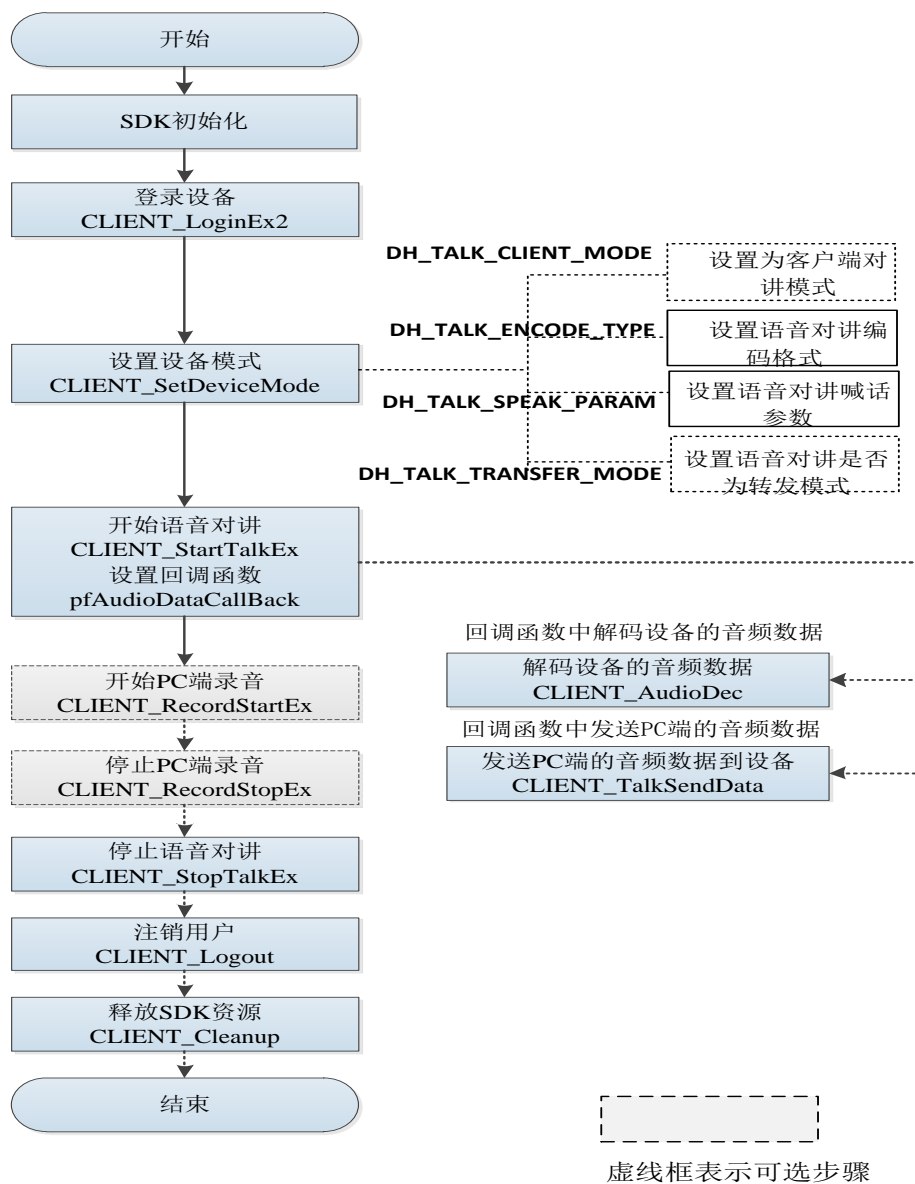 开始
SDK初始化
登录设备
CLIENT_LoginEx2
设置设备模式
CLIENT_SetDeviceMode
DH_TALK_CLIENT_MODE
设置为客户端对
讲模式
DH_TALK_ENCODE_TYPE
设置语音对讲编
码格式
DH_TALK_SPEAK_PARAM
设置语音对讲喊话
参数
DH_TALK_TRANSFER_MODE
设置语音对讲是否
为转发模式
开始语音对讲
CLIENT_StartTalkEx
设置回调函数
pfAudioDataCallBack
回调函数中解码设备的音频数据
解码设备的音频数据
CLIENT_AudioDec
回调函数中发送PC端的音频数据
发送PC端的音频数据到设备
CLIENT_TalkSendData
开始PC端录音
CLIENT_RecordStartEx
停止PC端录音
CLIENT_RecordStopEx
停止语音对讲
CLIENT_StopTalkEx
注销用户
CLIENT_Logout
释放SDK资源
CLIENT_Cleanup
结束
虚线框表示可选步骤